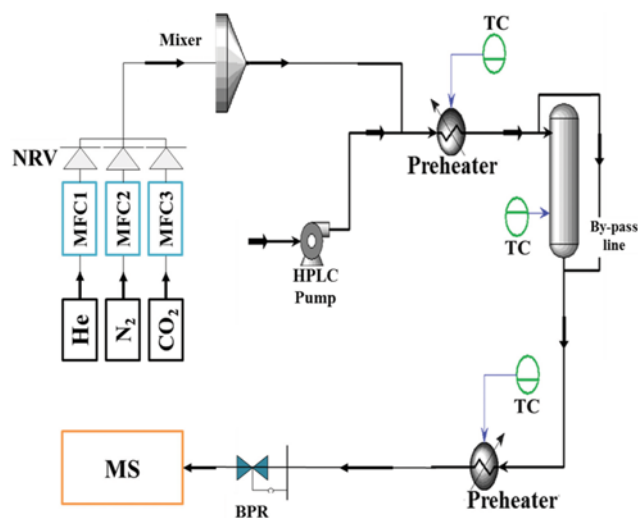 TC
Mixer
NRV
Preheater
MFC1
MFC2
MFC3
TC
By-pass
line
HPLC
Pump
He
N₂
CO₂
TC
MS
BPR
Preheater